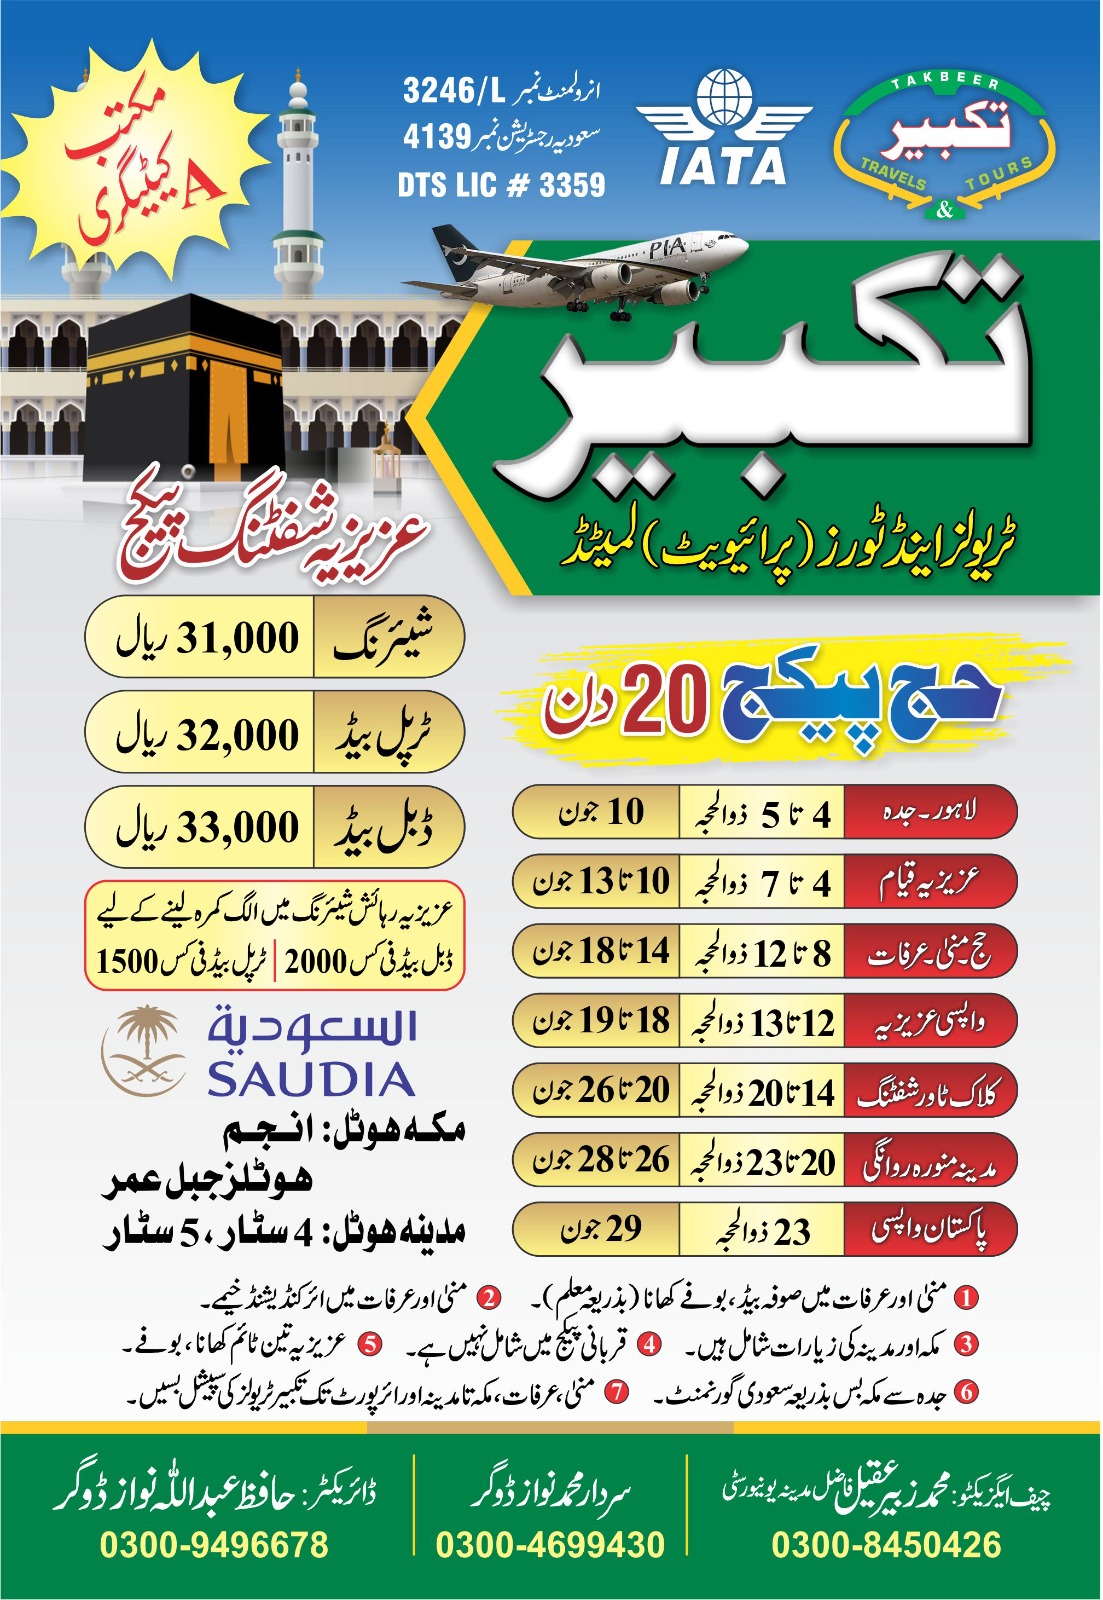 مکتب
کیٹیگری A
انرولمنٹ نمبر 3246/L
سعودیہ رجسٹریشن نمبر 4139
DTS LIC # 3359
IATA
TAKBEER
تکبیر
TRAVELS & TOURS
PIA
تکبیر
ٹریولز اینڈ ٹورز (پرائیویٹ) لمیٹڈ
عزیزیہ شفٹنگ پیکج
شیئرنگ 31,000 ریال
ٹرپل بیڈ 32,000 ریال
ڈبل بیڈ 33,000 ریال
عزیزیہ رہائش شیئرنگ میں الگ کمرہ لینے کے لیے
ڈبل بیڈ فی کس 2000 | ٹرپل بیڈ فی کس 1500
السعودية
SAUDIA
مکہ ہوٹل: انجم
ہوٹلز جبل عمر
مدینہ ہوٹل: 4 سٹار، 5 سٹار
حج پیکج 20 دن
لاہور۔جدہ 4 تا 5 ذوالحجہ 10 جون
عزیزیہ قیام 4 تا 7 ذوالحجہ 10 تا 13 جون
حج۔منیٰ۔عرفات 8 تا 12 ذوالحجہ 14 تا 18 جون
واپسی عزیزیہ 12 تا 13 ذوالحجہ 18 تا 19 جون
کلاک ٹاور شفٹنگ 14 تا 20 ذوالحجہ 20 تا 26 جون
مدینہ منورہ روانگی 20 تا 23 ذوالحجہ 26 تا 28 جون
پاکستان واپسی 23 ذوالحجہ 29 جون
1 منیٰ اور عرفات میں صوفہ بیڈ، بوفے کھانا (بذریعہ معلم)۔ 2 منیٰ اور عرفات میں ائرکنڈیشنڈ خیمے۔
3 مکہ اور مدینہ کی زیارات شامل ہیں۔ 4 قربانی پیکج میں شامل نہیں ہے۔ 5 عزیزیہ تین ٹائم کھانا، بوفے۔
6 جدہ سے مکہ بس بذریعہ سعودی گورنمنٹ۔ 7 منیٰ، عرفات، مکہ تا مدینہ اور ائرپورٹ تک تکبیر ٹریولز کی سپیشل بسیں۔
چیف ایگزیکٹو: محمد زبیر عقیل فاضل مدینہ یونیورسٹی
0300-8450426
سردار محمد نواز ڈوگر
0300-4699430
ڈائریکٹر: حافظ عبداللہ نواز ڈوگر
0300-9496678